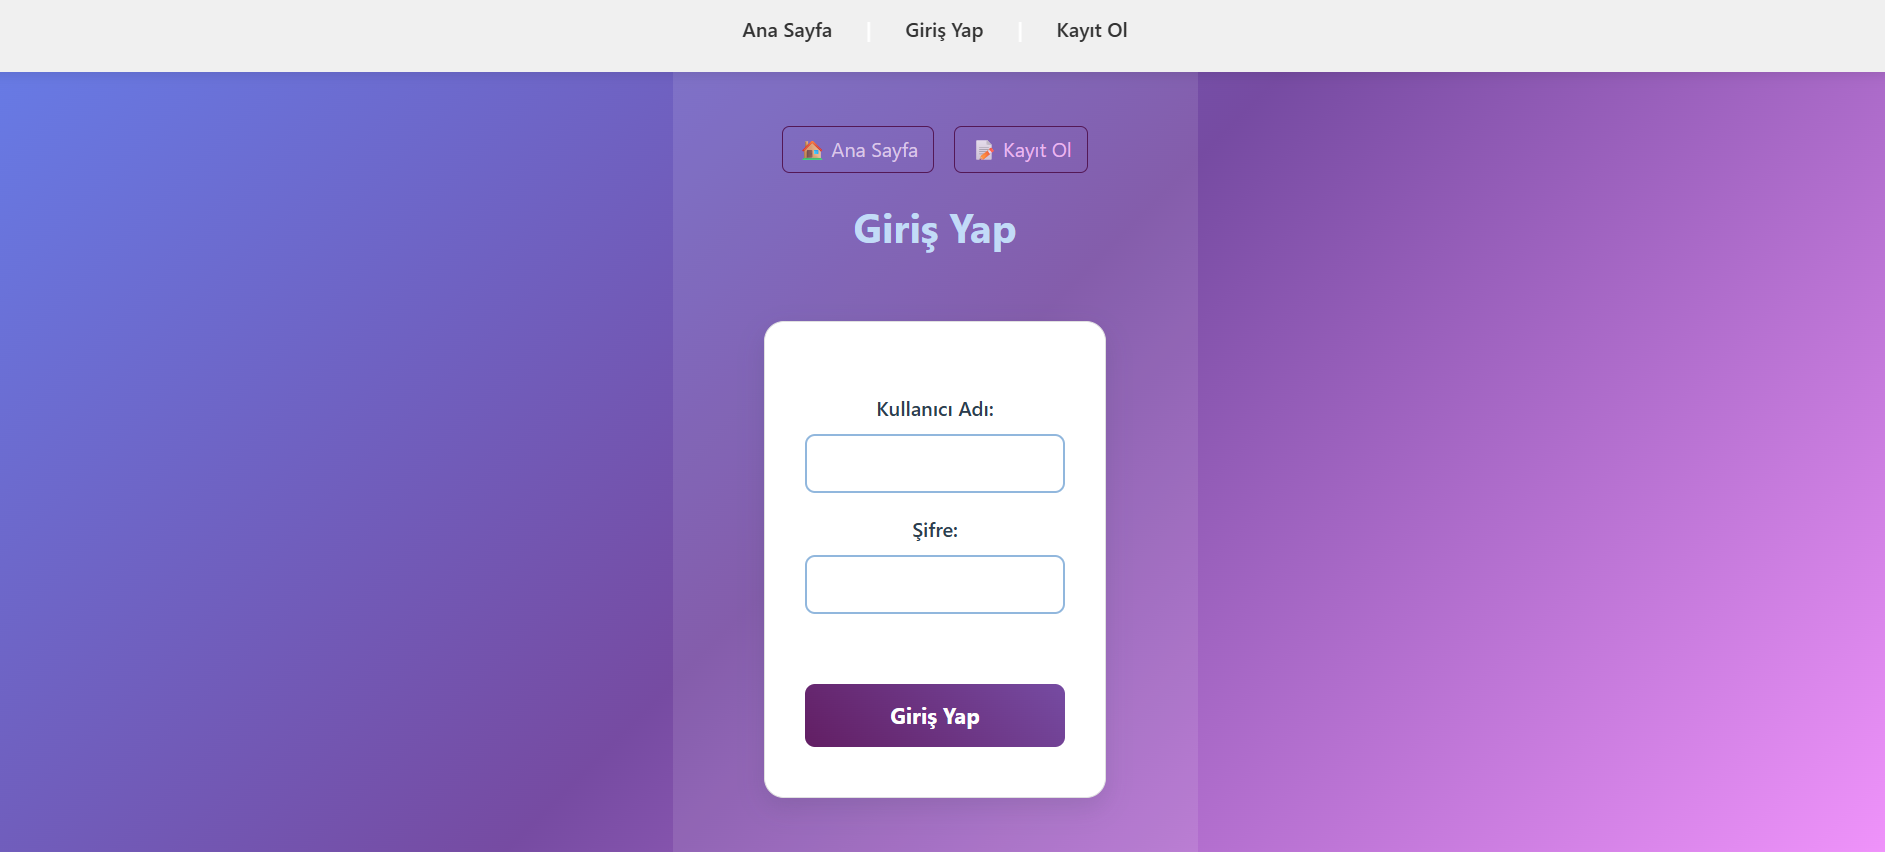 Ana Sayfa | Giriş Yap | Kayıt Ol
🏠 Ana Sayfa 📝 Kayıt Ol
Giriş Yap
Kullanıcı Adı:
Şifre:
Giriş Yap